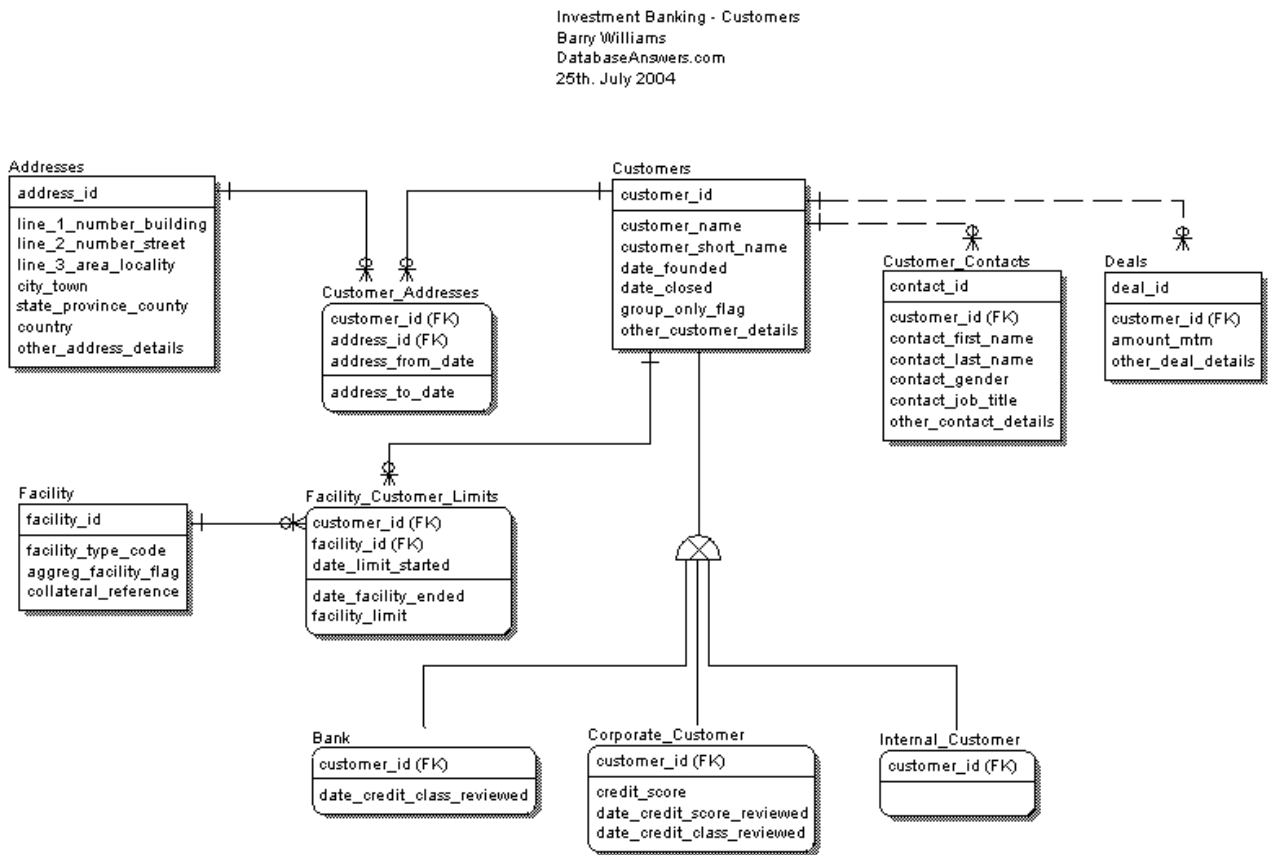 Investment Banking - Customers
Barry Williams
DatabaseAnswers.com
25th. July 2004
Addresses
address_id
line_1_number_building
line_2_number_street
line_3_area_locality
city_town
state_province_county
country
other_address_details
Customer_Addresses
customer_id (FK)
address_id (FK)
address_from_date
address_to_date
Customers
customer_id
customer_name
customer_short_name
date_founded
date_closed
group_only_flag
other_customer_details
Customer_Contacts
contact_id
customer_id (FK)
contact_first_name
contact_last_name
contact_gender
contact_job_title
other_contact_details
Deals
deal_id
customer_id (FK)
amount_mtm
other_deal_details
Facility
facility_id
facility_type_code
aggreg_facility_flag
collateral_reference
Facility_Customer_Limits
customer_id (FK)
facility_id (FK)
date_limit_started
date_facility_ended
facility_limit
Bank
customer_id (FK)
date_credit_class_reviewed
Corporate_Customer
customer_id (FK)
credit_score
date_credit_score_reviewed
date_credit_class_reviewed
Internal_Customer
customer_id (FK)